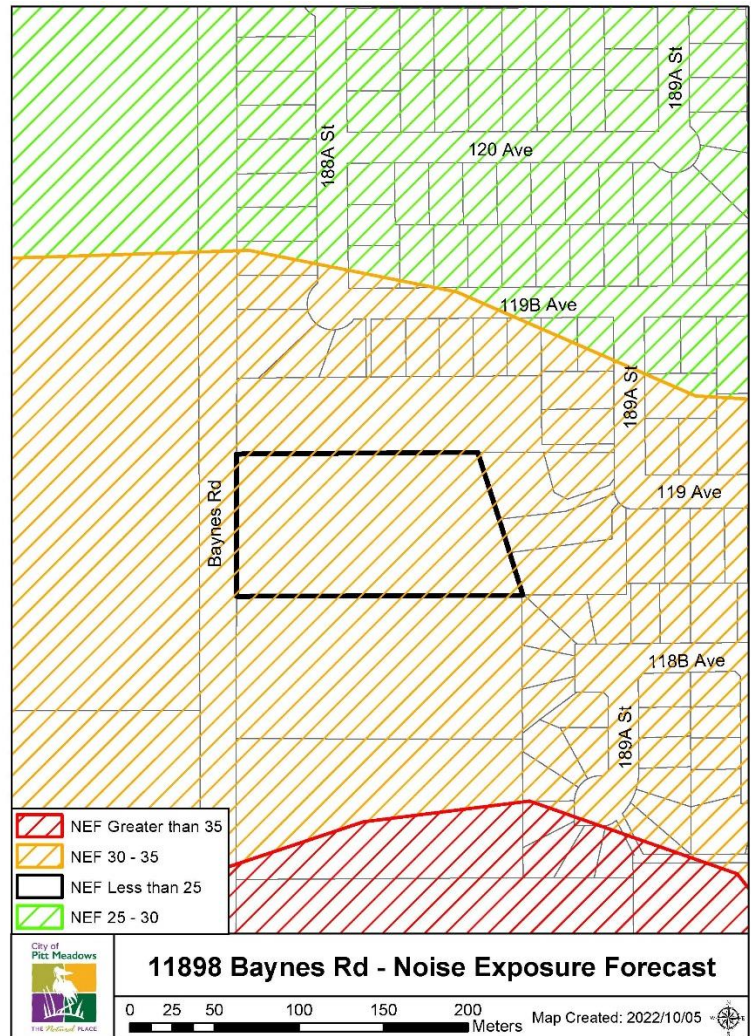 189A St
188A St
120 Ave
119B Ave
189A St
Baynes Rd
119 Ave
118B Ave
189A St
NEF Greater than 35
NEF 30 - 35
NEF Less than 25
NEF 25 - 30
City of
Pitt Meadows
THE Natural PLACE
11898 Baynes Rd - Noise Exposure Forecast
0 25 50 100 150 200
Meters
Map Created: 2022/10/05